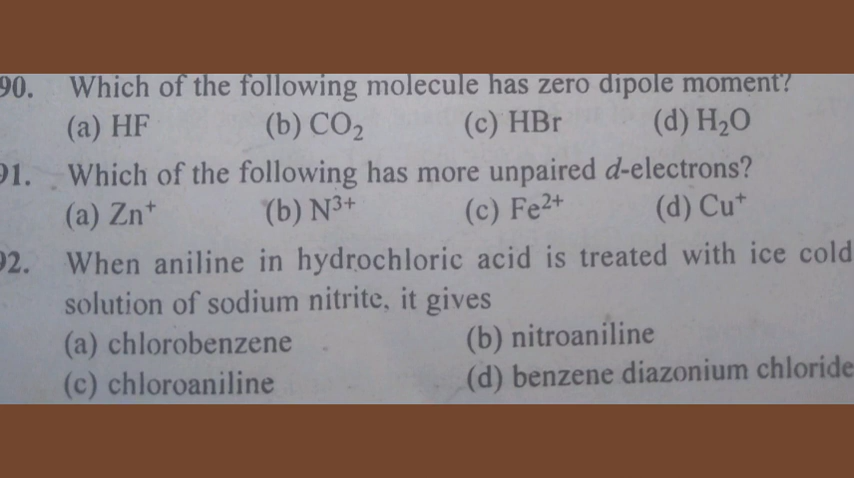 90. Which of the following molecule has zero dipole moment?
(a) HF (b) CO₂ (c) HBr (d) H₂O
91. Which of the following has more unpaired d-electrons?
(a) Zn⁺ (b) N³⁺ (c) Fe²⁺ (d) Cu⁺
92. When aniline in hydrochloric acid is treated with ice cold
solution of sodium nitrite, it gives
(a) chlorobenzene (b) nitroaniline
(c) chloroaniline (d) benzene diazonium chloride